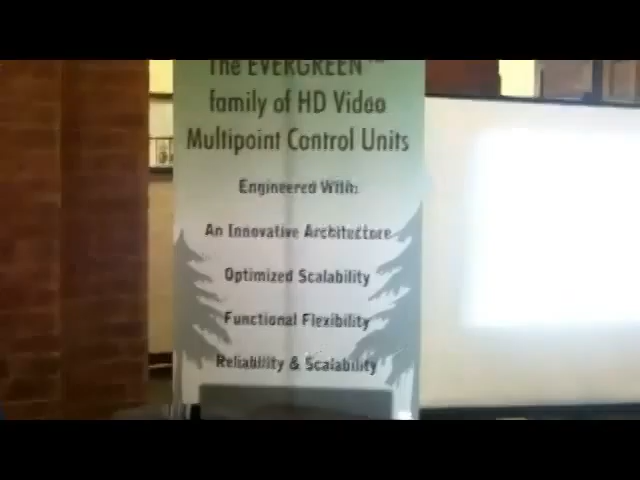 The EVERGREEN™
family of HD Video
Multipoint Control Units
Engineered With:
An Innovative Architecture
Optimized Scalability
Functional Flexibility
Reliability & Scalability